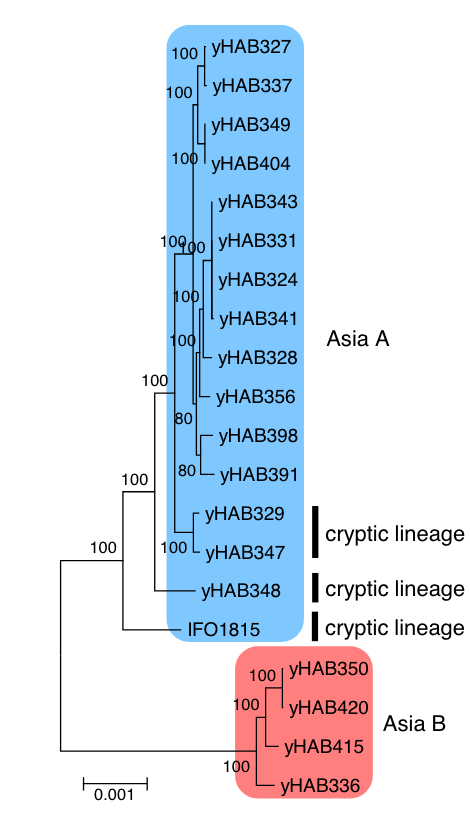 100
yHAB327
100
yHAB337
yHAB349
100
yHAB404
yHAB343
100
100
yHAB331
yHAB324
100
yHAB341
100
Asia A
yHAB328
100
yHAB356
80
yHAB398
80
yHAB391
100
yHAB329
cryptic lineage
100
yHAB347
yHAB348
cryptic lineage
100
IFO1815
cryptic lineage
100
yHAB350
100
yHAB420
Asia B
yHAB415
100
yHAB336
0.001